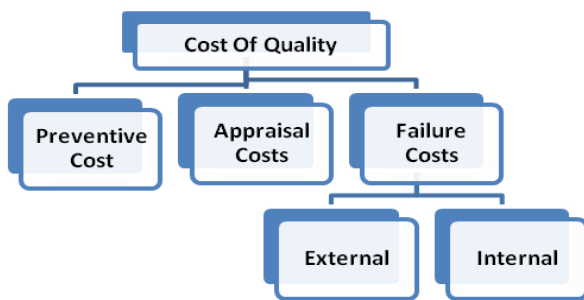 Cost Of Quality
Preventive
Cost
Appraisal
Costs
Failure
Costs
External
Internal